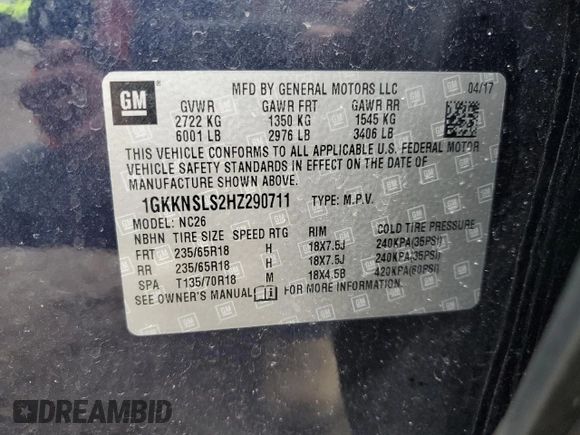 GM
MFD BY GENERAL MOTORS LLC 04/17
GVWR GAWR FRT GAWR RR
2722 KG 1350 KG 1545 KG
6001 LB 2976 LB 3406 LB
THIS VEHICLE CONFORMS TO ALL APPLICABLE U.S. FEDERAL MOTOR
VEHICLE SAFETY STANDARDS IN EFFECT ON THE DATE OF
MANUFACTURE SHOWN ABOVE.
1GKKNSLS2HZ290711 TYPE: M.P.V.
MODEL: NC26
NBHN TIRE SIZE SPEED RTG RIM COLD TIRE PRESSURE
FRT 235/65R18 H 18X7.5J 240KPA(35PSI)
RR 235/65R18 H 18X7.5J 240KPA(35PSI)
SPA T135/70R18 M 18X4.5B 420KPA(60PSI)
SEE OWNER'S MANUAL FOR MORE INFORMATION.
DREAMBID